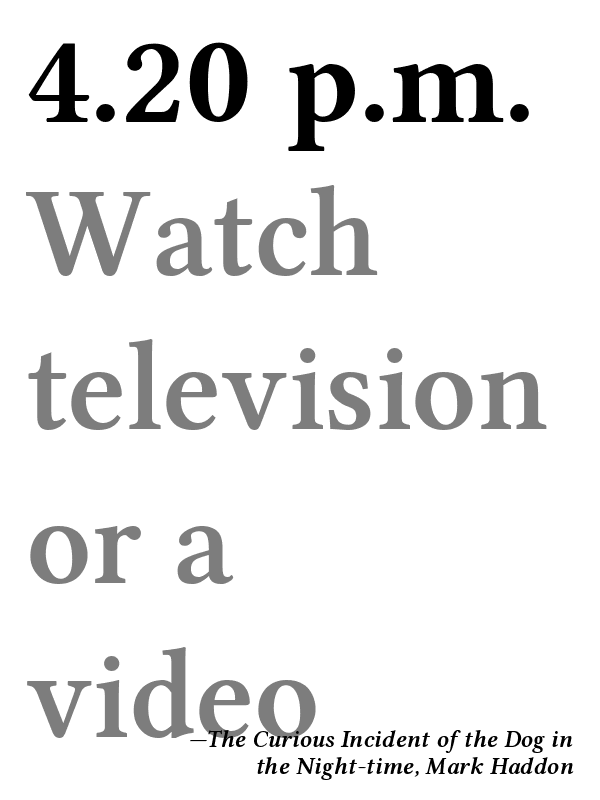 4.20 p.m.
Watch
television
or a
video
—The Curious Incident of the Dog in
the Night-time, Mark Haddon